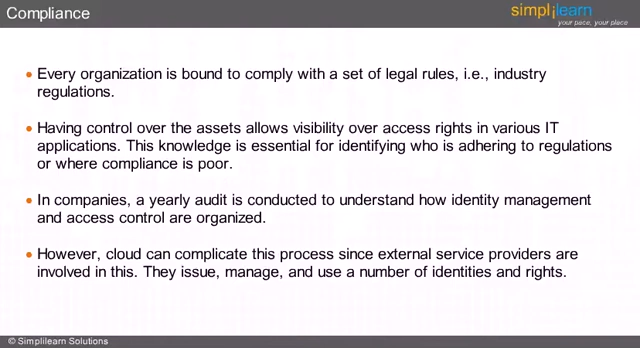 Compliance
simplilearn
your pace, your place
• Every organization is bound to comply with a set of legal rules, i.e., industry
regulations.
• Having control over the assets allows visibility over access rights in various IT
applications. This knowledge is essential for identifying who is adhering to regulations
or where compliance is poor.
• In companies, a yearly audit is conducted to understand how identity management
and access control are organized.
• However, cloud can complicate this process since external service providers are
involved in this. They issue, manage, and use a number of identities and rights.
© Simplilearn Solutions